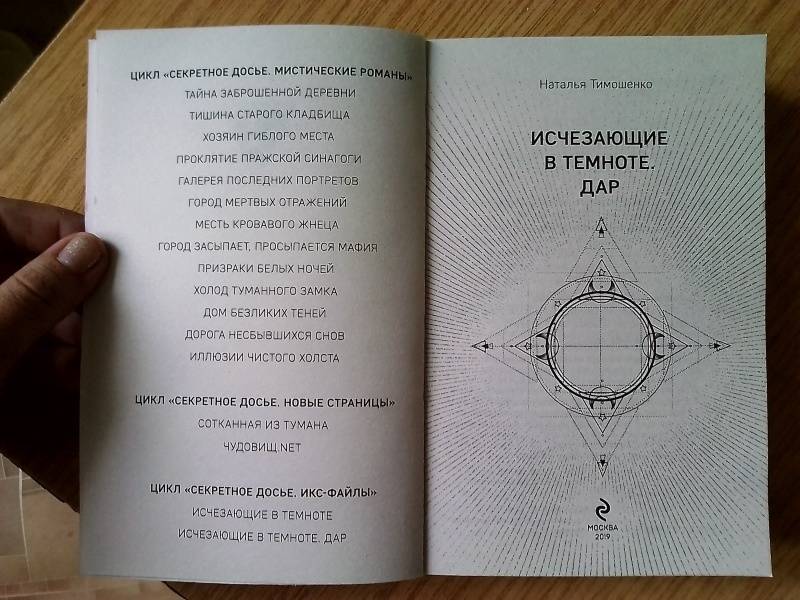 ЦИКЛ «СЕКРЕТНОЕ ДОСЬЕ. МИСТИЧЕСКИЕ РОМАНЫ»
ТАЙНА ЗАБРОШЕННОЙ ДЕРЕВНИ
ТИШИНА СТАРОГО КЛАДБИЩА
ХОЗЯИН ГИБЛОГО МЕСТА
ПРОКЛЯТИЕ ПРАЖСКОЙ СИНАГОГИ
ГАЛЕРЕЯ ПОСЛЕДНИХ ПОРТРЕТОВ
ГОРОД МЕРТВЫХ ОТРАЖЕНИЙ
МЕСТЬ КРОВАВОГО ЖНЕЦА
ГОРОД ЗАСЫПАЕТ, ПРОСЫПАЕТСЯ МАФИЯ
ПРИЗРАКИ БЕЛЫХ НОЧЕЙ
ХОЛОД ТУМАННОГО ЗАМКА
ДОМ БЕЗЛИКИХ ТЕНЕЙ
ДОРОГА НЕСБЫВШИХСЯ СНОВ
ИЛЛЮЗИИ ЧИСТОГО ХОЛСТА
ЦИКЛ «СЕКРЕТНОЕ ДОСЬЕ. НОВЫЕ СТРАНИЦЫ»
СОТКАННАЯ ИЗ ТУМАНА
ЧУДОВИЩ.NET
ЦИКЛ «СЕКРЕТНОЕ ДОСЬЕ. ИКС-ФАЙЛЫ»
ИСЧЕЗАЮЩИЕ В ТЕМНОТЕ
ИСЧЕЗАЮЩИЕ В ТЕМНОТЕ. ДАР
Наталья Тимошенко
ИСЧЕЗАЮЩИЕ
В ТЕМНОТЕ.
ДАР
МОСКВА
2019